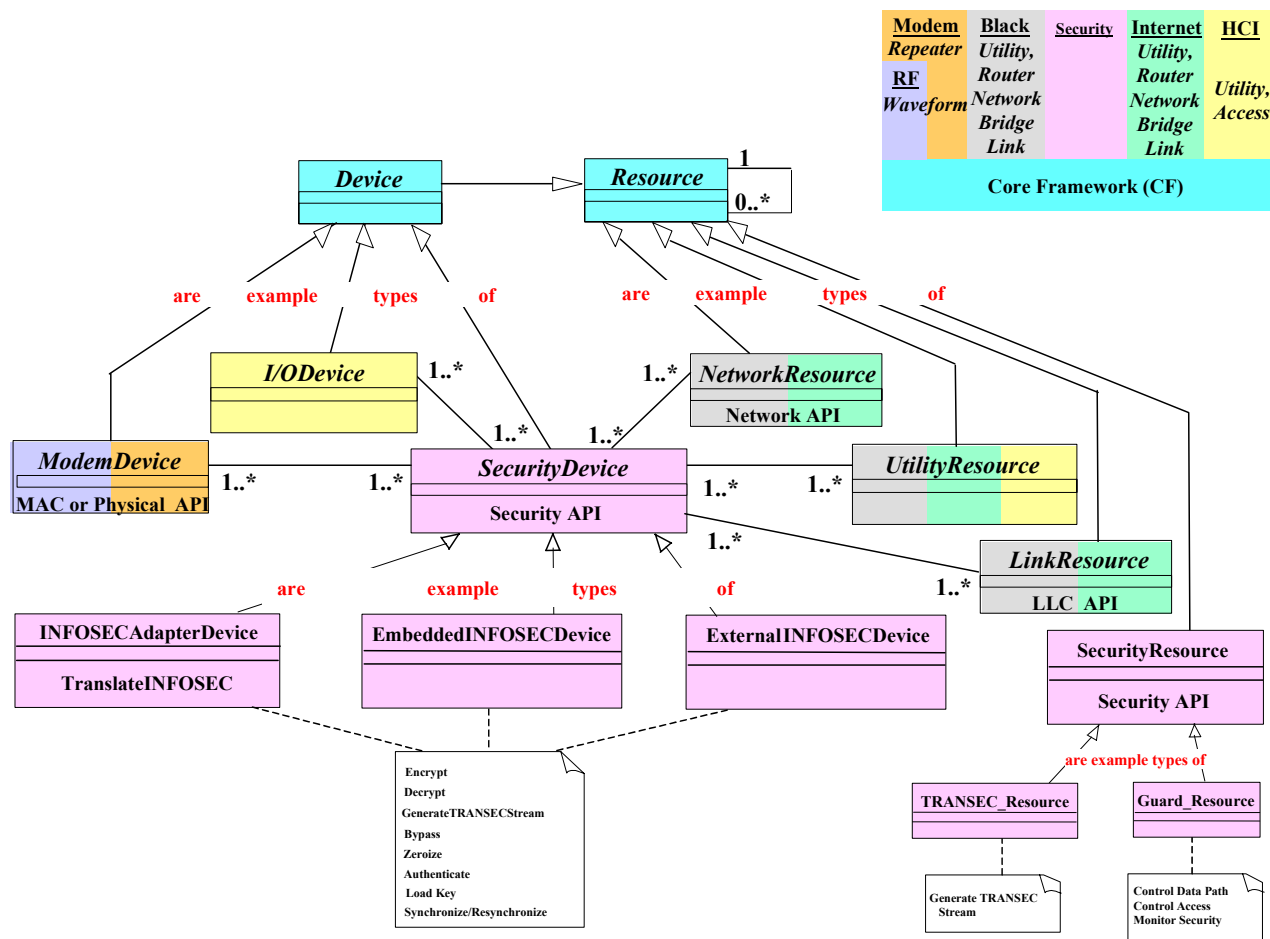 Modem
Repeater
RF
Waveform
Black
Utility,
Router
Network
Bridge
Link
Security
Internet
Utility,
Router
Network
Bridge
Link
HCI
Utility,
Access
Core Framework (CF)
Device
Resource
1
0..*
are example types of
are example types of
I/ODevice
1..*
1..*
NetworkResource
Network API
1..*
1..*
ModemDevice
MAC or Physical API
1..*
1..*
SecurityDevice
Security API
1..*
1..*
UtilityResource
1..*
1..*
LinkResource
LLC API
are example types of
INFOSECAdapterDevice
TranslateINFOSEC
EmbeddedINFOSECDevice
ExternalINFOSECDevice
SecurityResource
Security API
are example types of
Encrypt
Decrypt
GenerateTRANSECStream
Bypass
Zeroize
Authenticate
Load Key
Synchronize/Resynchronize
TRANSEC_Resource
Guard_Resource
Generate TRANSEC
Stream
Control Data Path
Control Access
Monitor Security